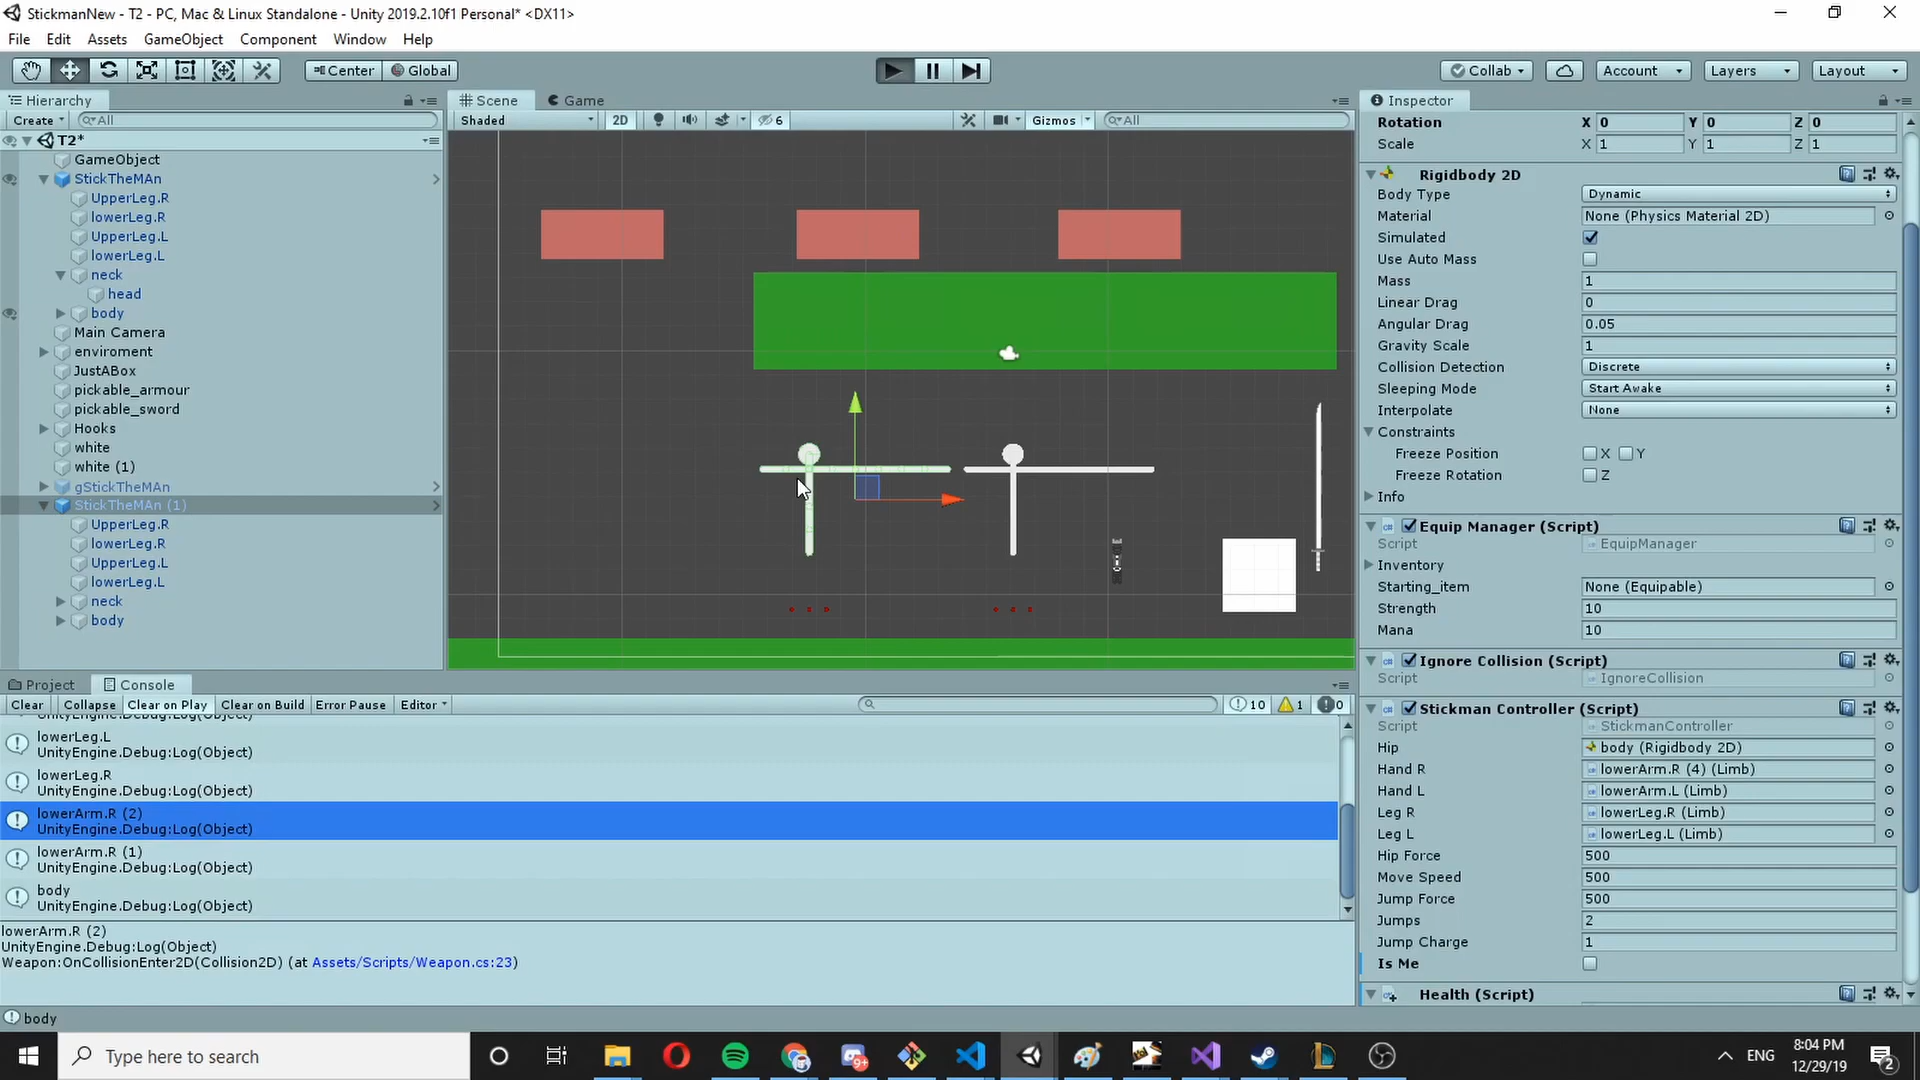 StickmanNew - T2 - PC, Mac & Linux Standalone - Unity 2019.2.10f1 Personal* <DX11>
File Edit Assets GameObject Component Window Help
Center Global Collab Account Layers Layout
Hierarchy
Create All
T2*
GameObject
StickTheMAn
UpperLeg.R
lowerLeg.R
UpperLeg.L
lowerLeg.L
neck
head
body
Main Camera
enviroment
JustABox
pickable_armour
pickable_sword
Hooks
white
white (1)
gStickTheMAn
StickTheMAn (1)
UpperLeg.R
lowerLeg.R
UpperLeg.L
lowerLeg.L
neck
body
Scene Game
Shaded 2D 6 Gizmos All
Inspector
Rotation X 0 Y 0 Z 0
Scale X 1 Y 1 Z 1
Rigidbody 2D
Body Type Dynamic
Material None (Physics Material 2D)
Simulated
Use Auto Mass
Mass 1
Linear Drag 0
Angular Drag 0.05
Gravity Scale 1
Collision Detection Discrete
Sleeping Mode Start Awake
Interpolate None
Constraints
Freeze Position X Y
Freeze Rotation Z
Info
Equip Manager (Script)
Script EquipManager
Inventory
Starting_item None (Equipable)
Strength 10
Mana 10
Ignore Collision (Script)
Script IgnoreCollision
Stickman Controller (Script)
Script StickmanController
Hip body (Rigidbody 2D)
Hand R lowerArm.R (4) (Limb)
Hand L lowerArm.L (Limb)
Leg R lowerLeg.R (Limb)
Leg L lowerLeg.L (Limb)
Hip Force 500
Move Speed 500
Jump Force 500
Jumps 2
Jump Charge 1
Is Me
Health (Script)
Project Console
Clear Collapse Clear on Play Clear on Build Error Pause Editor 10 1 0
UnityEngine.Debug:Log(Object)
lowerLeg.L
UnityEngine.Debug:Log(Object)
lowerLeg.R
UnityEngine.Debug:Log(Object)
lowerArm.R (2)
UnityEngine.Debug:Log(Object)
lowerArm.R (1)
UnityEngine.Debug:Log(Object)
body
UnityEngine.Debug:Log(Object)
lowerArm.R (2)
UnityEngine.Debug:Log(Object)
Weapon:OnCollisionEnter2D(Collision2D) (at Assets/Scripts/Weapon.cs:23)
body
Type here to search
9+
ENG
8:04 PM
12/29/19
2